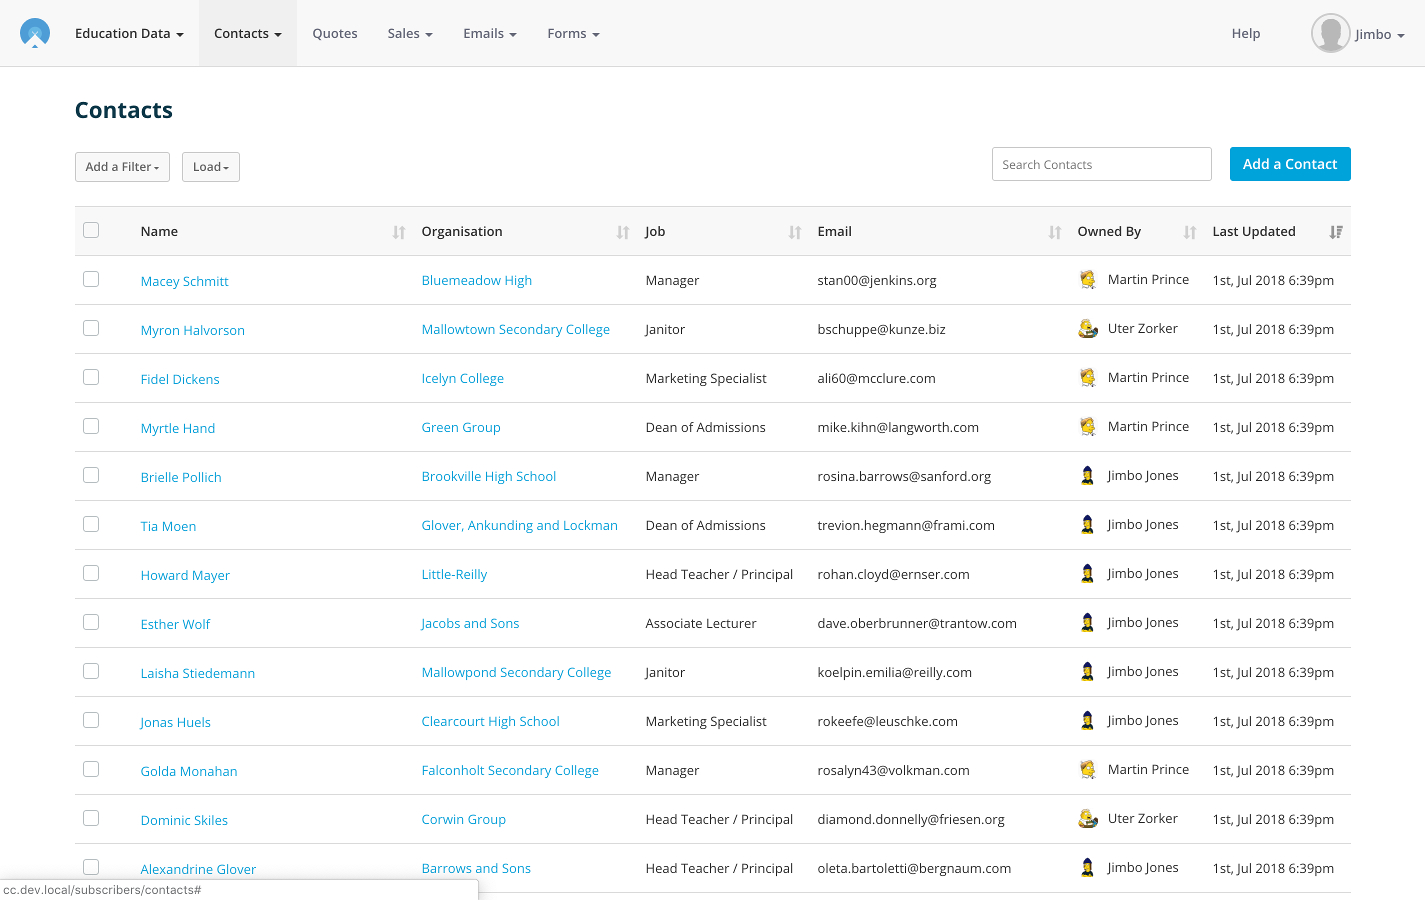 Education Data Contacts Quotes Sales Emails Forms Help Jimbo
Contacts
Add a Filter Load Search Contacts Add a Contact
Name Organisation Job Email Owned By Last Updated
Macey Schmitt Bluemeadow High Manager stan00@jenkins.org Martin Prince 1st, Jul 2018 6:39pm
Myron Halvorson Mallowtown Secondary College Janitor bschuppe@kunze.biz Uter Zorker 1st, Jul 2018 6:39pm
Fidel Dickens Icelyn College Marketing Specialist ali60@mcclure.com Martin Prince 1st, Jul 2018 6:39pm
Myrtle Hand Green Group Dean of Admissions mike.kihn@langworth.com Martin Prince 1st, Jul 2018 6:39pm
Brielle Pollich Brookville High School Manager rosina.barrows@sanford.org Jimbo Jones 1st, Jul 2018 6:39pm
Tia Moen Glover, Ankunding and Lockman Dean of Admissions trevion.hegmann@frami.com Jimbo Jones 1st, Jul 2018 6:39pm
Howard Mayer Little-Reilly Head Teacher / Principal rohan.cloyd@ernser.com Jimbo Jones 1st, Jul 2018 6:39pm
Esther Wolf Jacobs and Sons Associate Lecturer dave.oberbrunner@trantow.com Jimbo Jones 1st, Jul 2018 6:39pm
Laisha Stiedemann Mallowpond Secondary College Janitor koelpin.emilia@reilly.com Jimbo Jones 1st, Jul 2018 6:39pm
Jonas Huels Clearcourt High School Marketing Specialist rokeefe@leuschke.com Jimbo Jones 1st, Jul 2018 6:39pm
Golda Monahan Falconholt Secondary College Manager rosalyn43@volkman.com Martin Prince 1st, Jul 2018 6:39pm
Dominic Skiles Corwin Group Head Teacher / Principal diamond.donnelly@friesen.org Uter Zorker 1st, Jul 2018 6:39pm
Alexandrine Glover Barrows and Sons Head Teacher / Principal oleta.bartoletti@bergnaum.com Jimbo Jones 1st, Jul 2018 6:39pm
cc.dev.local/subscribers/contacts#